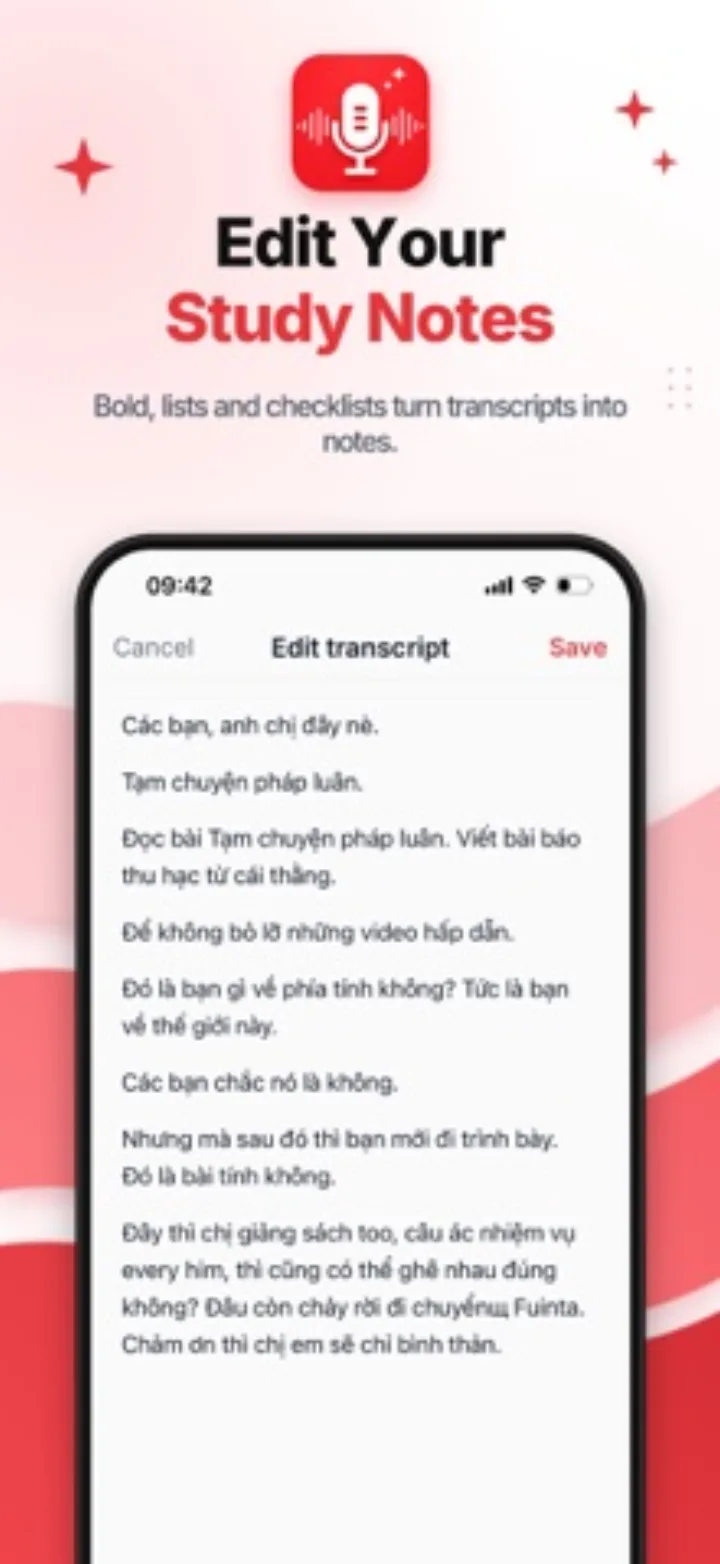 Edit Your
Study Notes
Bold, lists and checklists turn transcripts into
notes.
09:42
Cancel
Edit transcript
Save
Các bạn, anh chị đây nè.
Tạm chuyện pháp luân.
Đọc bài Tạm chuyện pháp luân. Viết bài báo
thu hạc từ cái thằng.
Để không bỏ lỡ những video hấp dẫn.
Đó là bạn gì về phía tính không? Tức là bạn
về thế giới này.
Các bạn chắc nó là không.
Nhưng mà sau đó thì bạn mới đi trình bày.
Đó là bài tính không.
Đây thì chị giảng sách too, câu ác nhiệm vụ
every him, thì cũng có thể ghê nhau đúng
không? Đâu còn chảy rời đi Fuinta.
Chảm dn thì chị em sẽ chỉ bình thản.